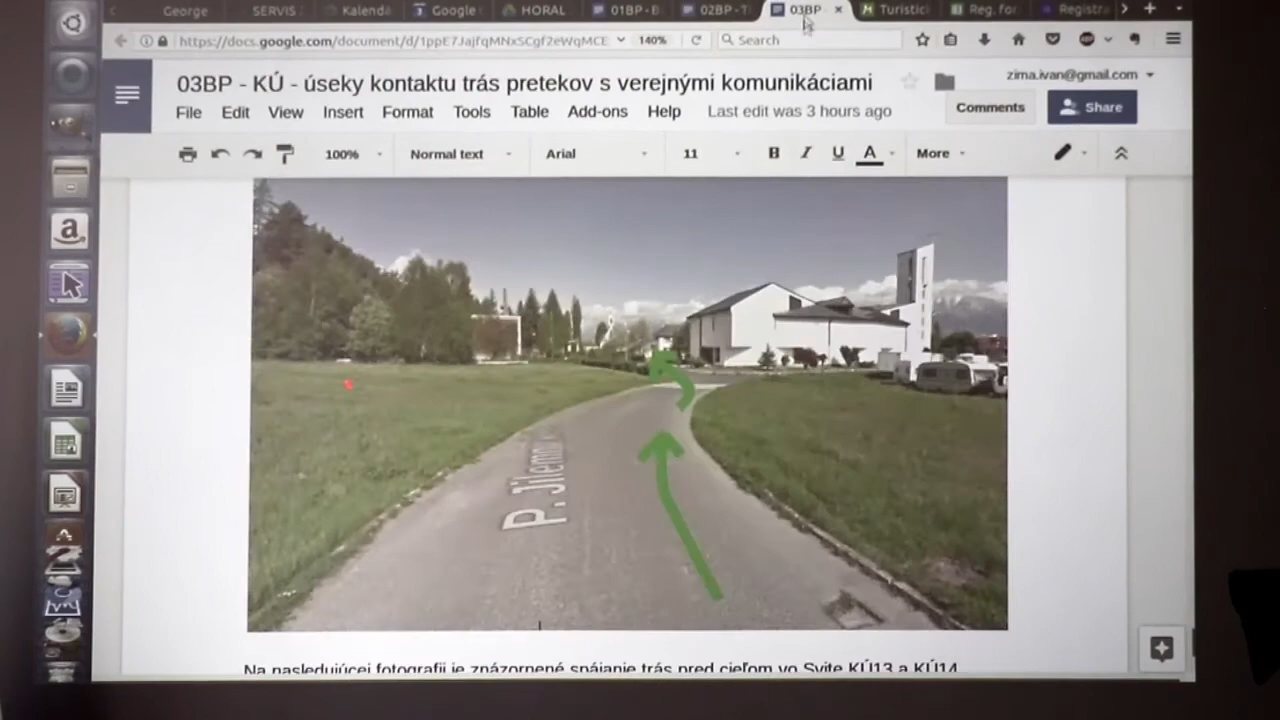 George SERVIS Kalend Google HORAL 01BP - B 02BP - T 03BP × Turisti Reg. for Registra
https://docs.google.com/document/d/ 140% Search
03BP - KÚ - úseky kontaktu trás pretekov s verejnými komunikáciami
zima.ivan@gmail.com
File Edit View Insert Format Tools Table Add-ons Help Last edit was 3 hours ago Comments Share
100% Normal text Arial 11 B I U A More
P. Jilemn
Na nasledujúcej fotografii je znázornené spájanie trás pred cieľom vo Svite KÚ13 a KÚ14